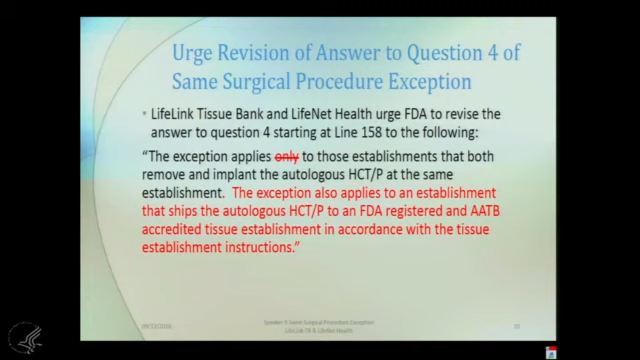 Urge Revision of Answer to Question 4 of
Same Surgical Procedure Exception
• LifeLink Tissue Bank and LifeNet Health urge FDA to revise the
answer to question 4 starting at Line 158 to the following:
“The exception applies only to those establishments that both
remove and implant the autologous HCT/P at the same
establishment. The exception also applies to an establishment
that ships the autologous HCT/P to an FDA registered and AATB
accredited tissue establishment in accordance with the tissue
establishment instructions.”
Speaker 9 Same Surgical Procedure Exception
LifeLink TB & LifeNet Health